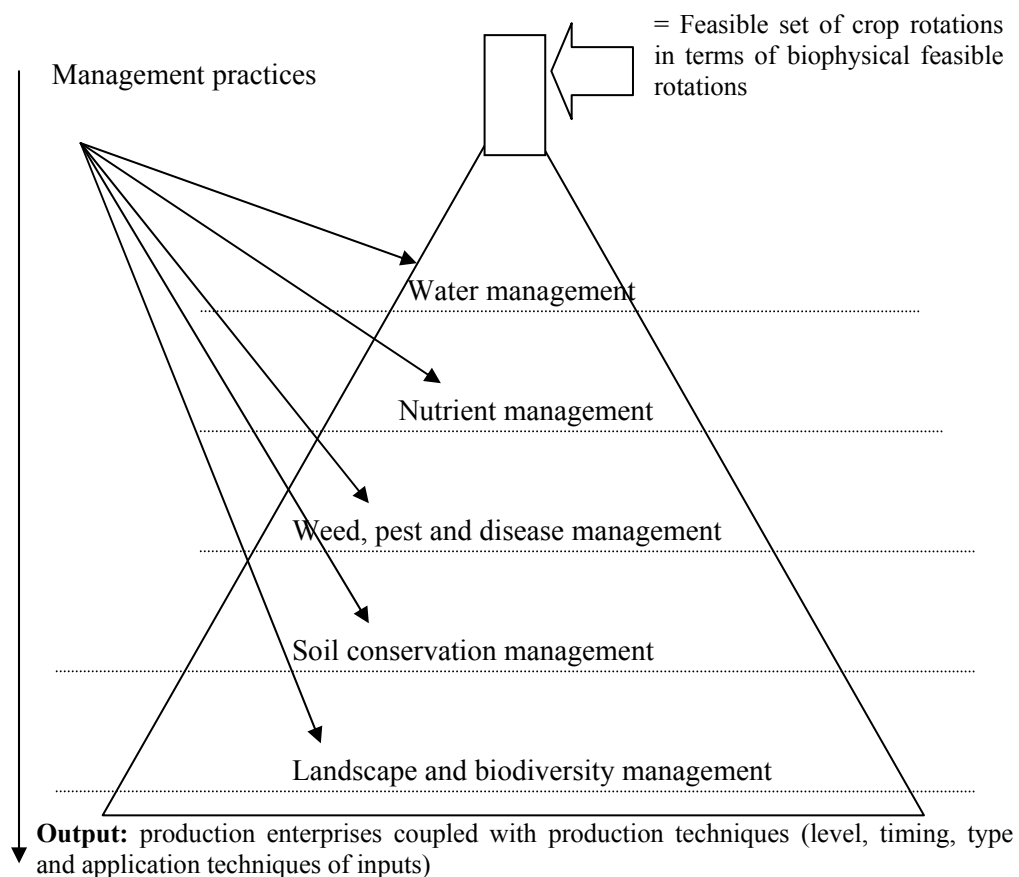 = Feasible set of crop rotations
in terms of biophysical feasible
rotations
Management practices
Water management
Nutrient management
Weed, pest and disease management
Soil conservation management
Landscape and biodiversity management
Output: production enterprises coupled with production techniques (level, timing, type
and application techniques of inputs)